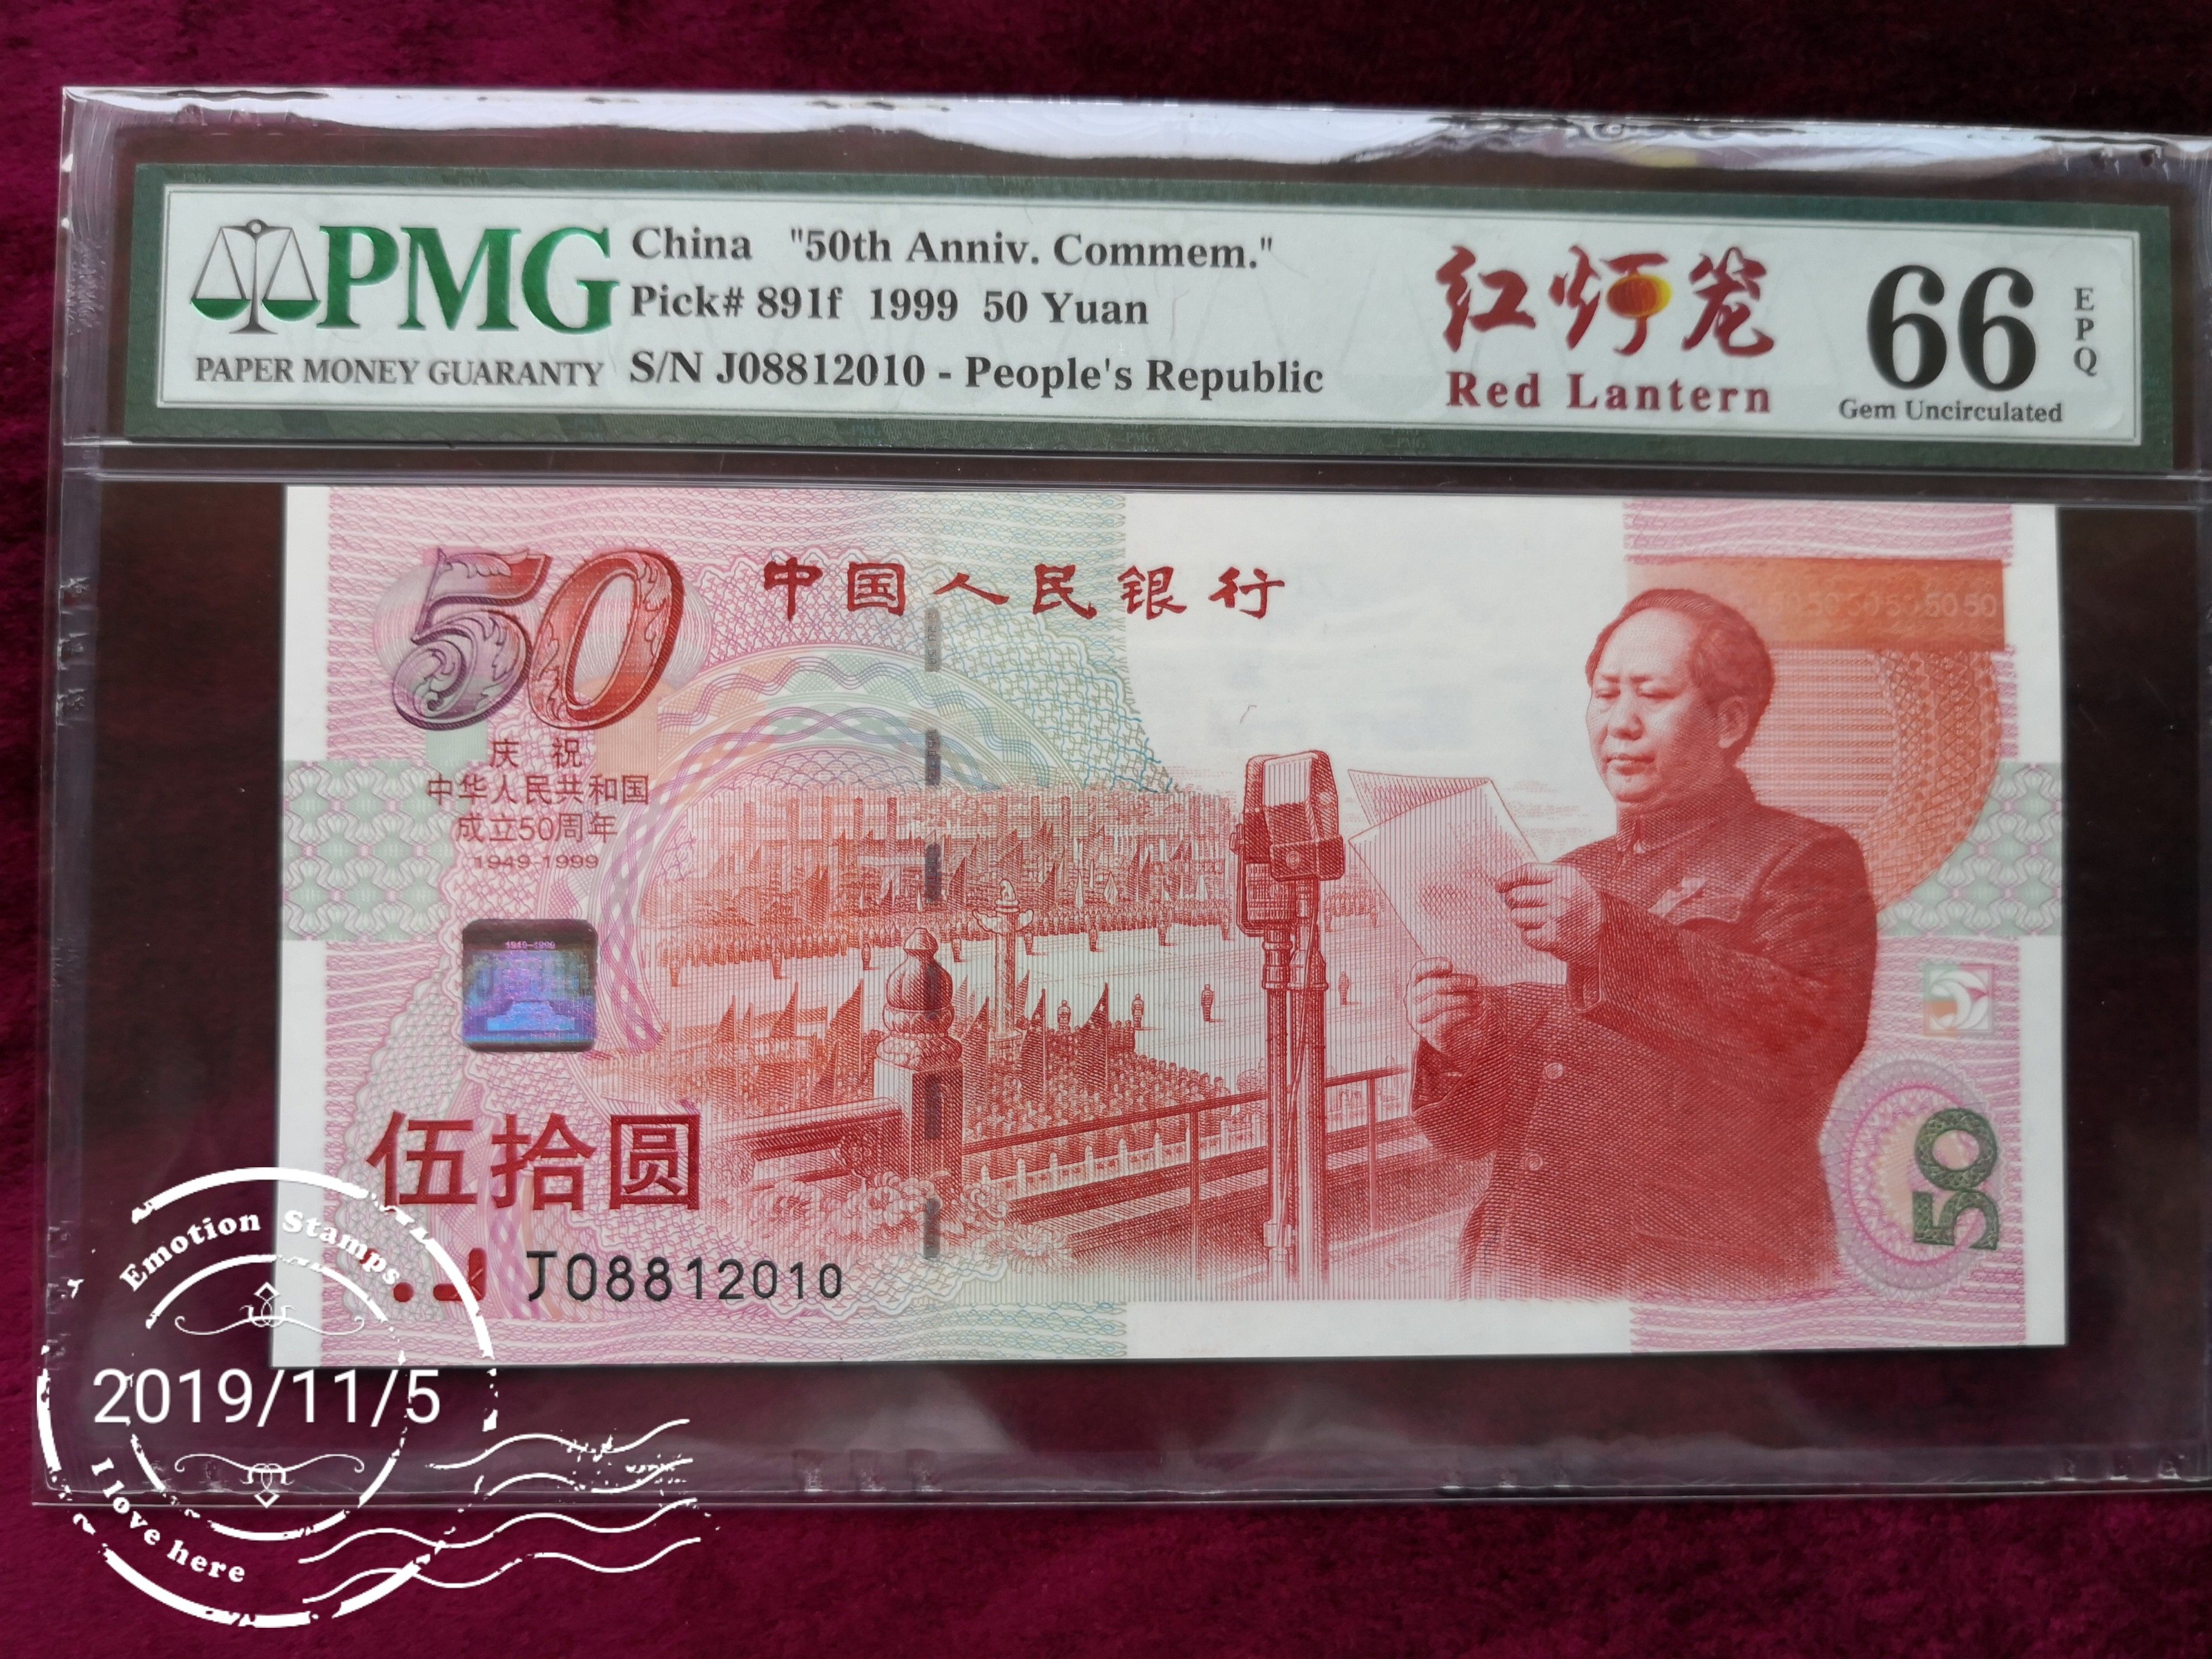 PMG
PAPER MONEY GUARANTY
China "50th Anniv. Commem."
Pick# 891f 1999 50 Yuan
S/N J08812010 - People's Republic
红灯笼
Red Lantern
66
EPQ
Gem Uncirculated
50
中国人民银行
庆祝
中华人民共和国
成立50周年
1949-1999
1949-1999
伍拾圆
J08812010
50
Emotion Stamps
2019/11/5
I love here